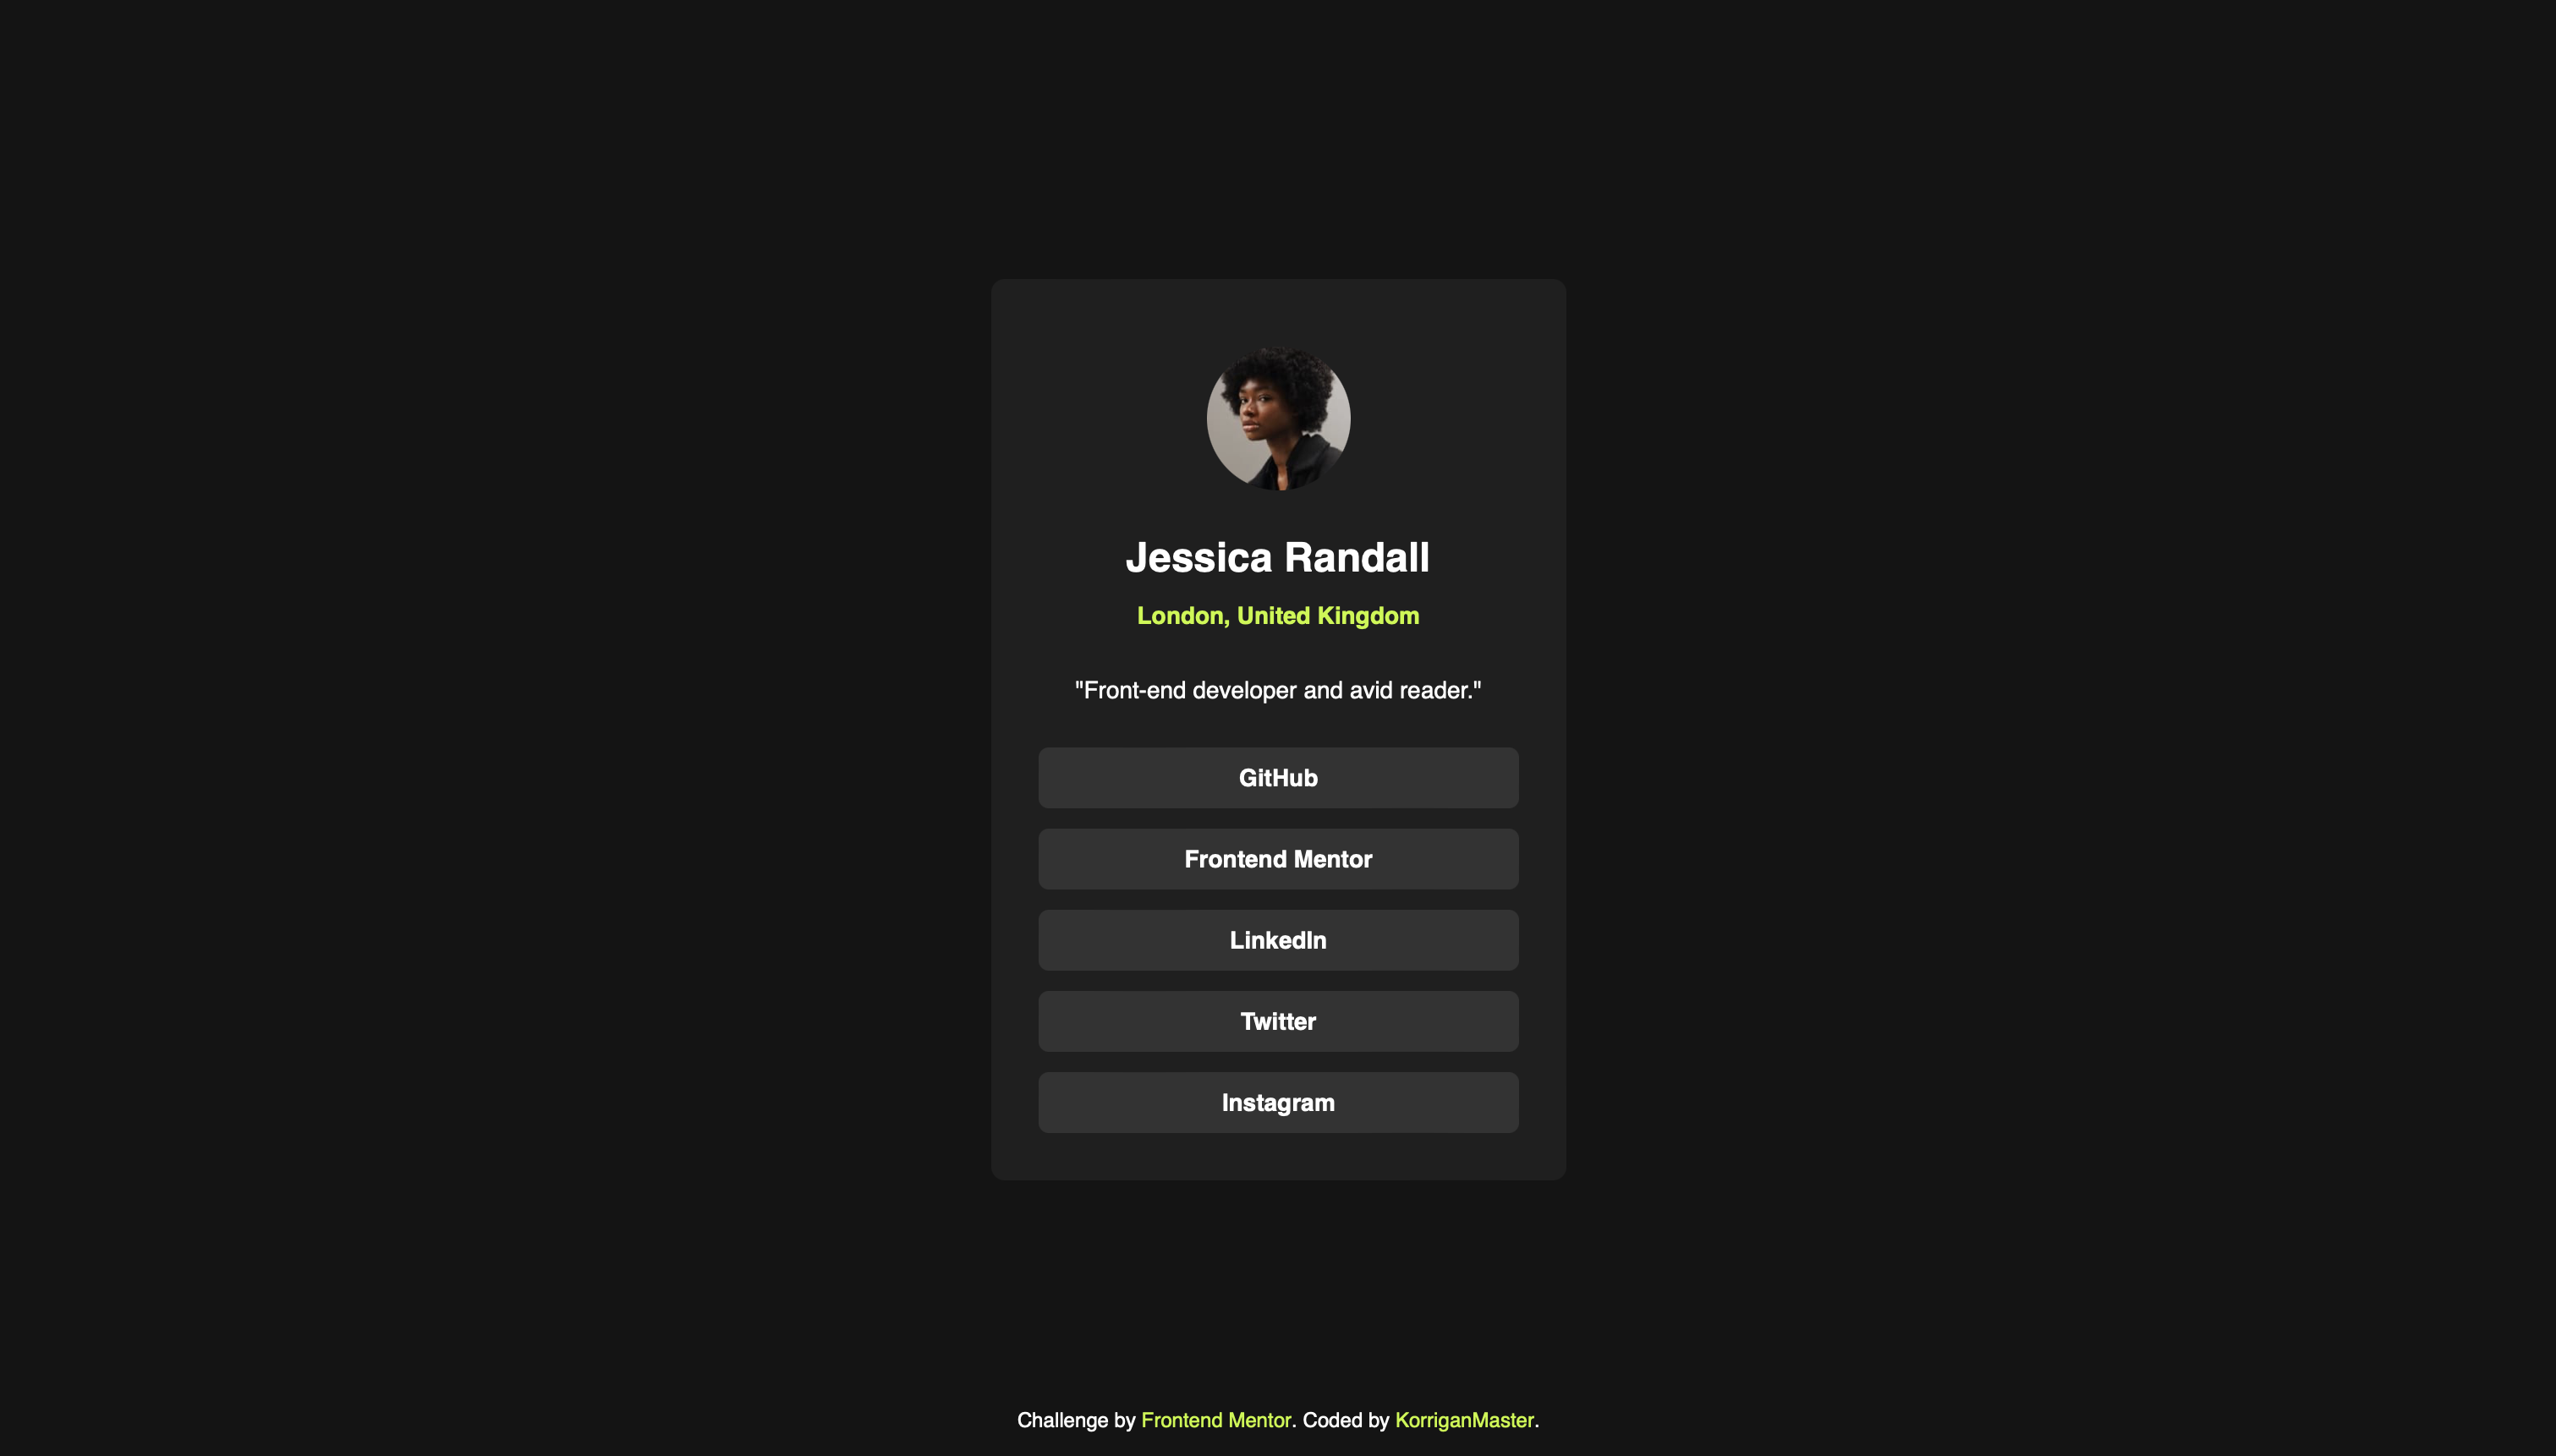 Jessica Randall
London, United Kingdom
"Front-end developer and avid reader."
GitHub
Frontend Mentor
LinkedIn
Twitter
Instagram
Challenge by Frontend Mentor. Coded by KorriganMaster.